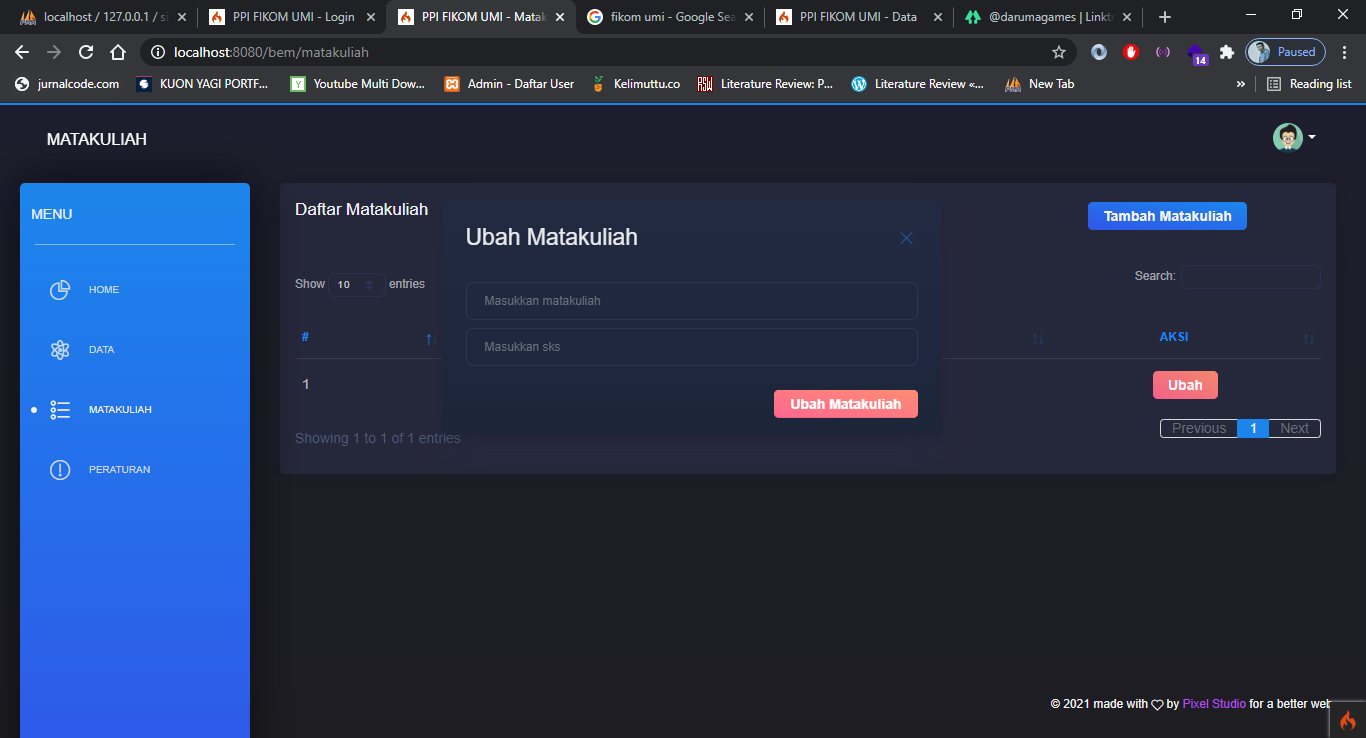 localhost / 127.0.0.1 / si
PPI FIKOM UMI - Login
PPI FIKOM UMI - Matak
fikom umi - Google Sea
PPI FIKOM UMI - Data
@darumagames | Linktr
localhost:8080/bem/matakuliah
14
Paused
jurnalcode.com
KUON YAGI PORTF...
Youtube Multi Dow...
Admin - Daftar User
Kelimuttu.co
Literature Review: P...
Literature Review «...
New Tab
»
Reading list
MATAKULIAH
MENU
HOME
DATA
MATAKULIAH
PERATURAN
Daftar Matakuliah
Tambah Matakuliah
Ubah Matakuliah
Show 10 entries
Search:
Masukkan matakuliah
Masukkan sks
# AKSI
1 Ubah
Ubah Matakuliah
Showing 1 to 1 of 1 entries
Previous 1 Next
© 2021 made with by Pixel Studio for a better web